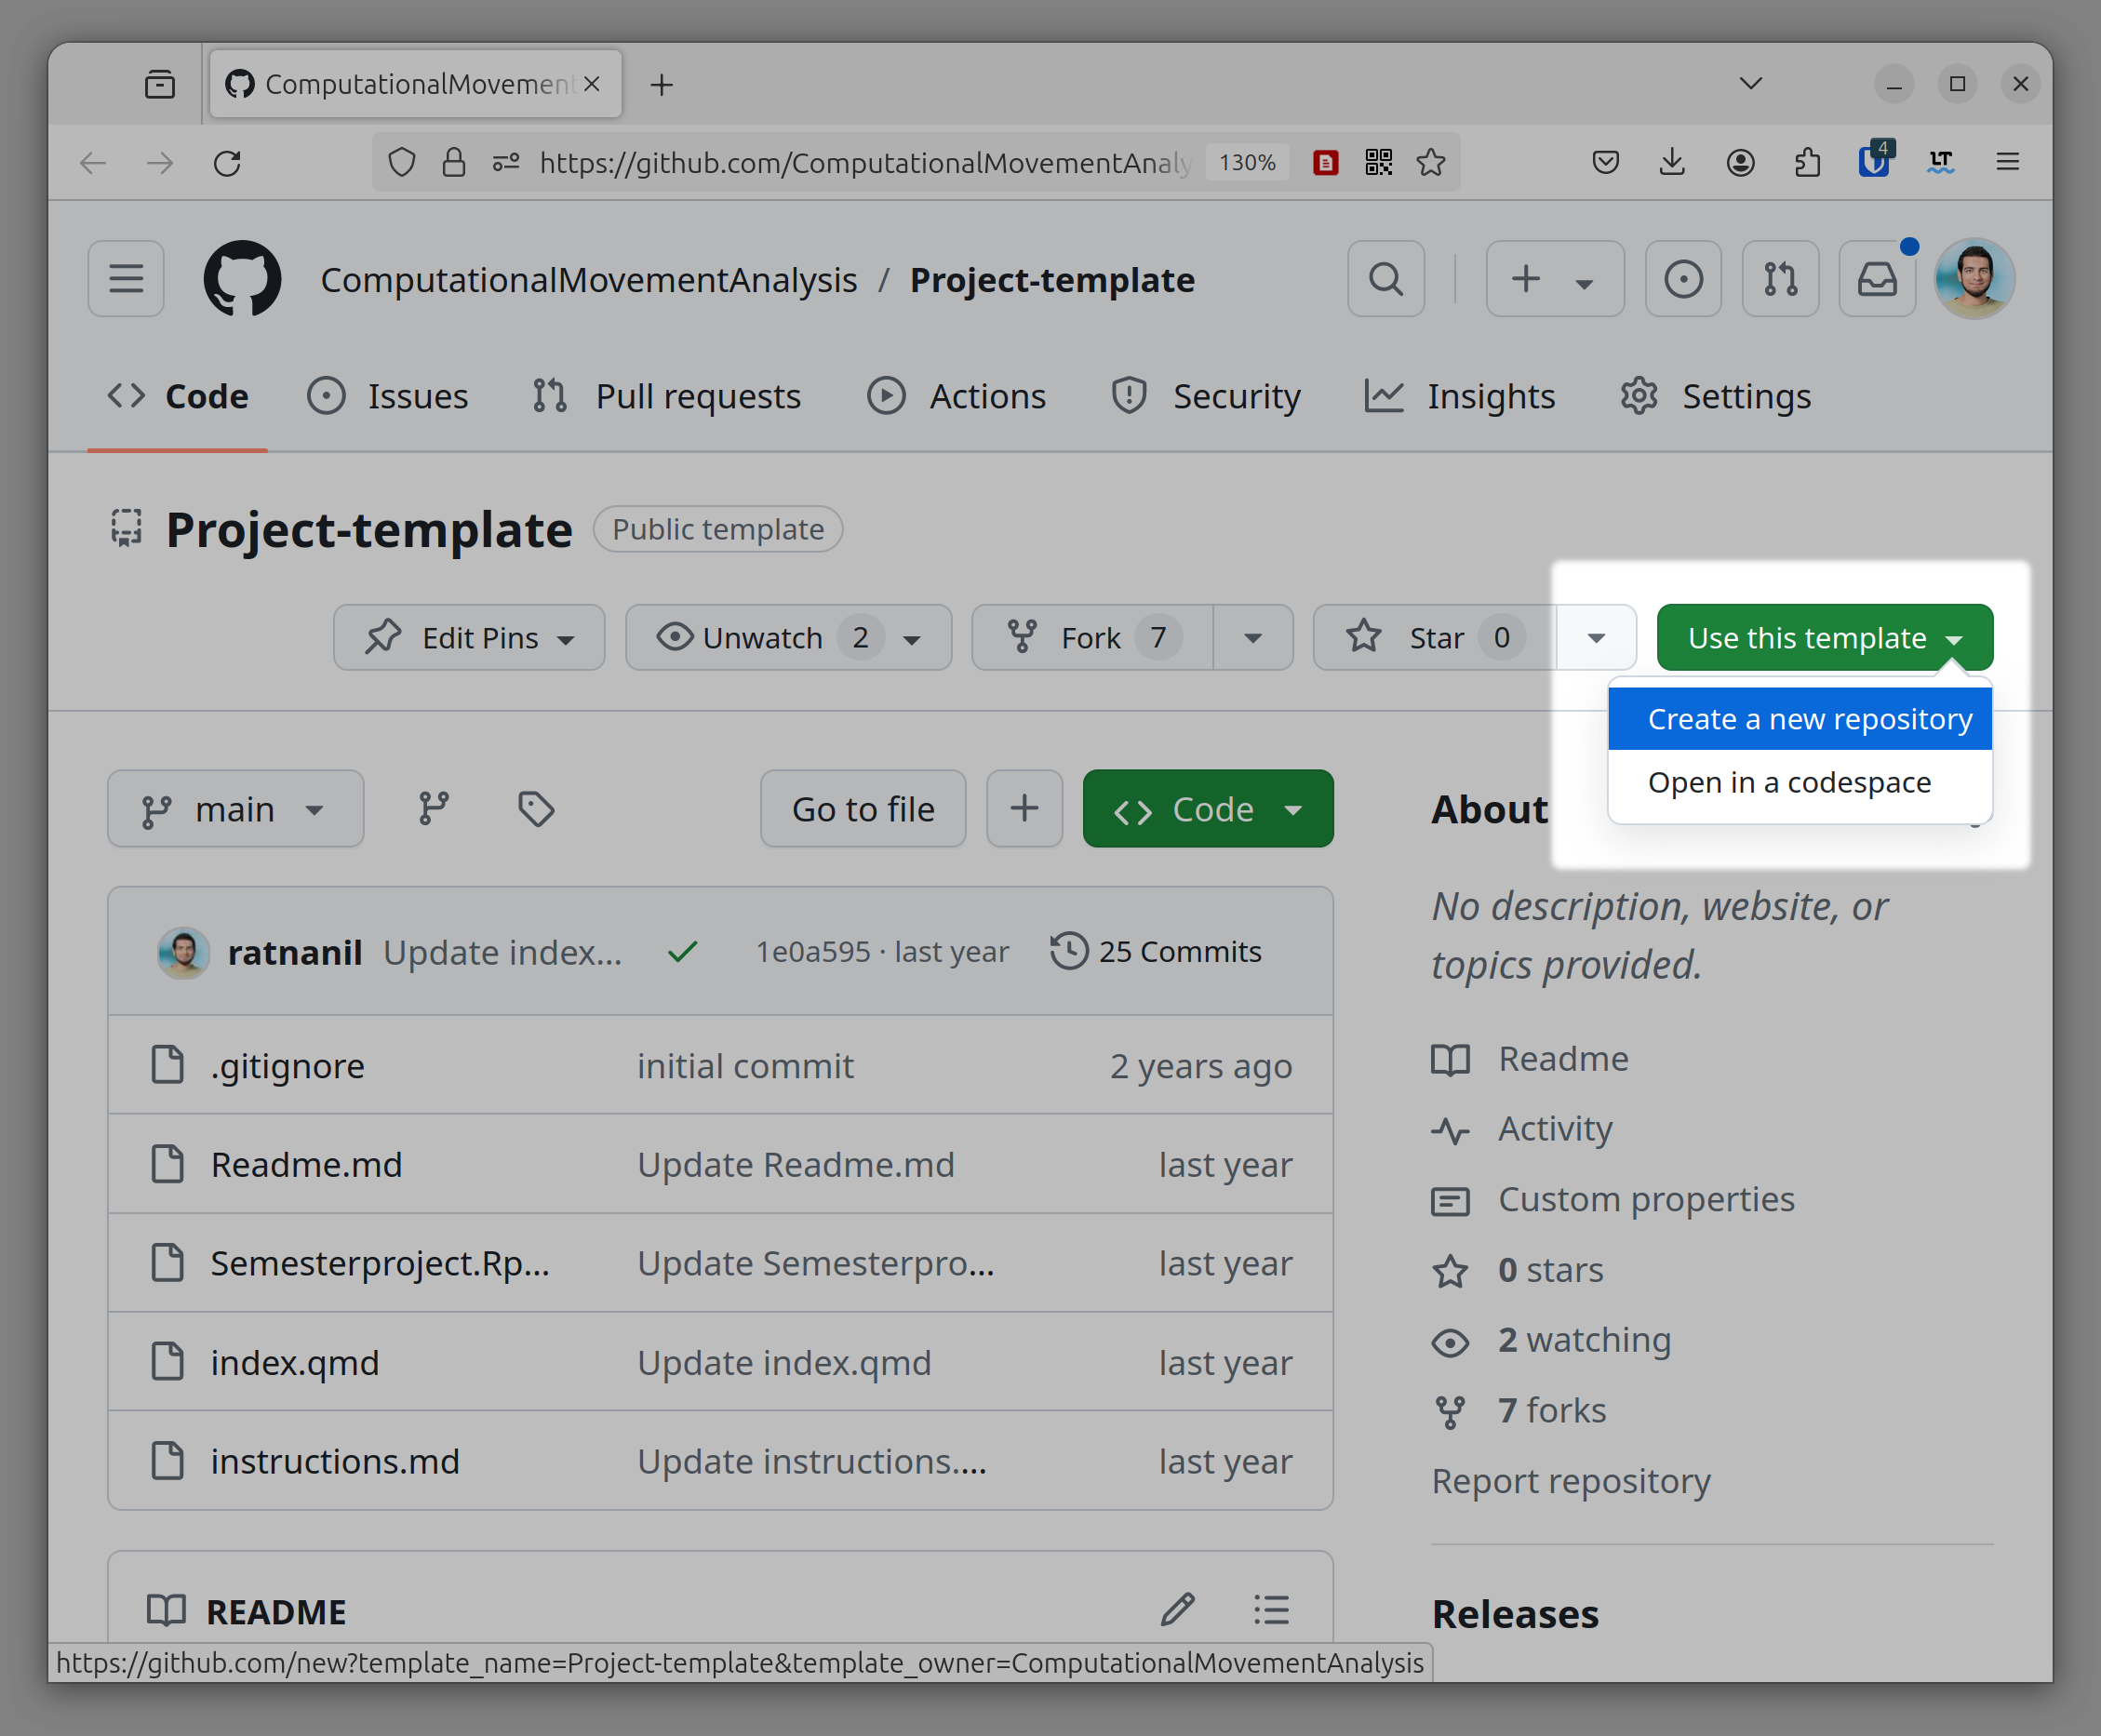 ComputationalMovement
https://github.com/ComputationalMovementAnaly 130% 4 LT
ComputationalMovementAnalysis / Project-template
Code Issues Pull requests Actions Security Insights Settings
Project-template Public template
Edit Pins Unwatch 2 Fork 7 Star 0 Use this template
Create a new repository
Open in a codespace
main Go to file Code
About
No description, website, or
topics provided.
ratnanil Update index... 1e0a595 · last year 25 Commits
.gitignore initial commit 2 years ago
Readme.md Update Readme.md last year
Semesterproject.Rp... Update Semesterpro... last year
index.qmd Update index.qmd last year
instructions.md Update instructions.... last year
Readme
Activity
Custom properties
0 stars
2 watching
7 forks
Report repository
README
Releases
https://github.com/new?template_name=Project-template&template_owner=ComputationalMovementAnalysis